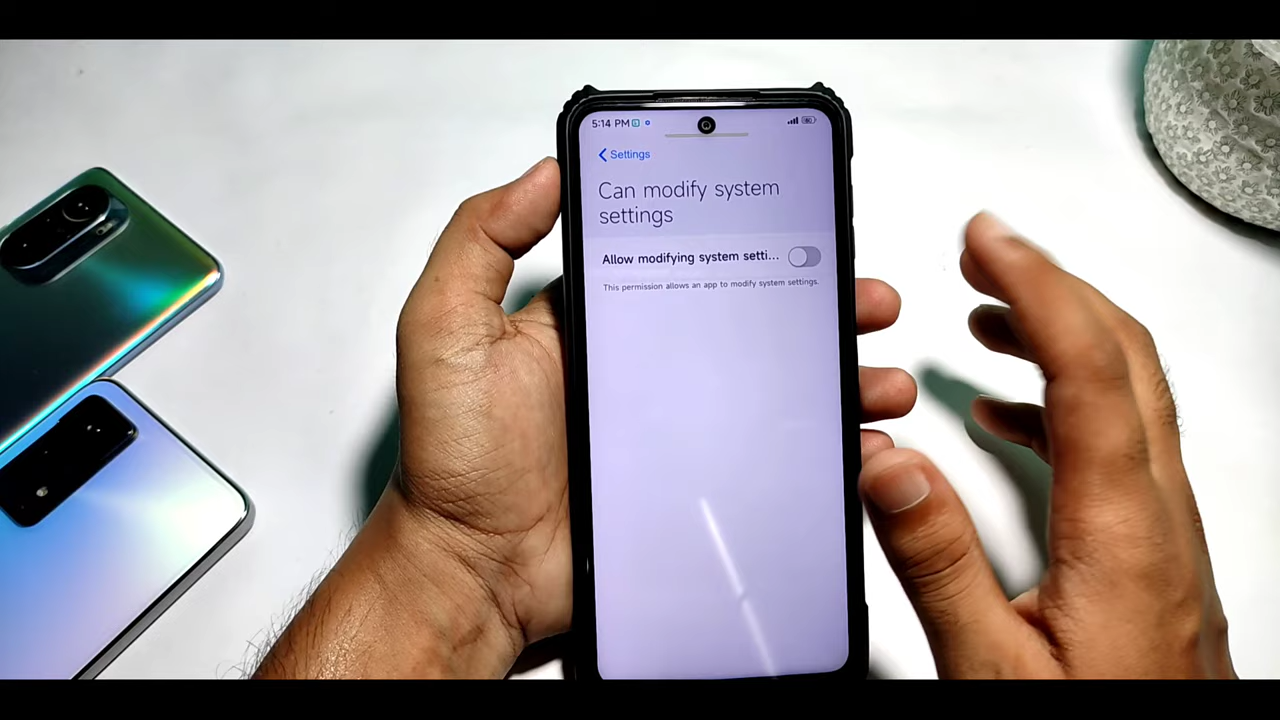 5:14 PM
Settings
Can modify system
settings
Allow modifying system setti...
This permission allows an app to modify system settings.